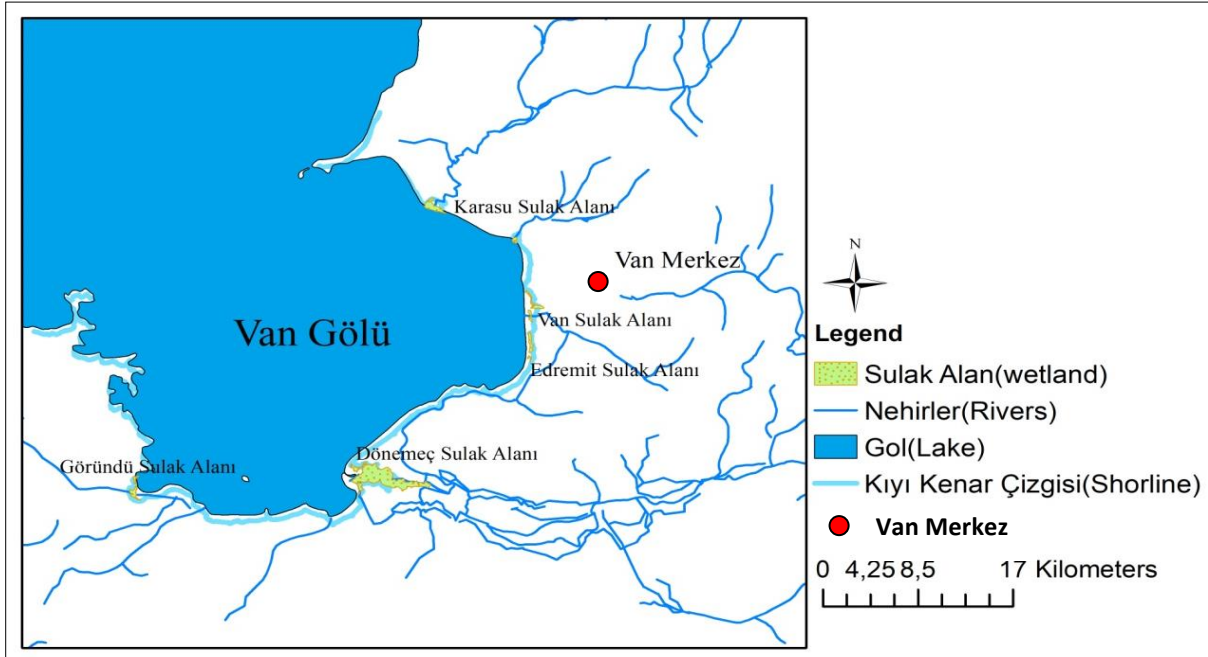 Karasu Sulak Alanı
Van Merkez
Van Gölü
Van Sulak Alanı
Edremit Sulak Alanı
Dönemeç Sulak Alanı
Göründü Sulak Alanı
N
Legend
Sulak Alan(wetland)
Nehirler(Rivers)
Gol(Lake)
Kıyı Kenar Çizgisi(Shorline)
Van Merkez
0 4,25 8,5 17 Kilometers